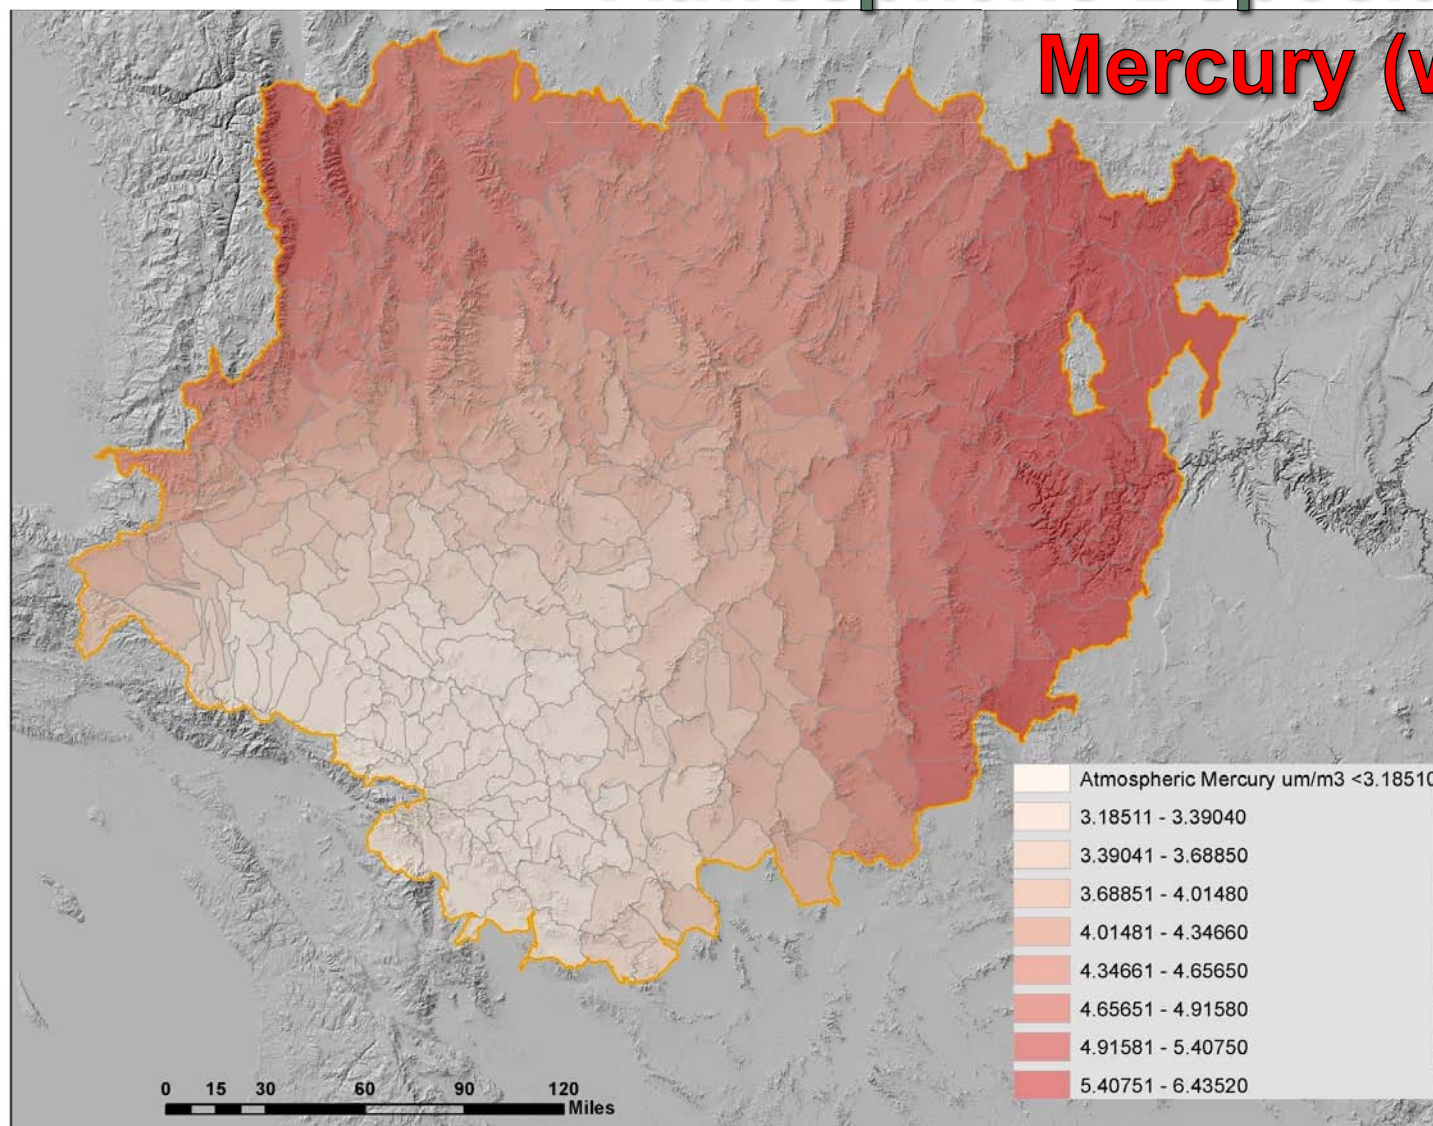 Mercury (w
Atmospheric Mercury um/m3 <3.18510
3.18511 - 3.39040
3.39041 - 3.68850
3.68851 - 4.01480
4.01481 - 4.34660
4.34661 - 4.65650
4.65651 - 4.91580
4.91581 - 5.40750
5.40751 - 6.43520
0 15 30 60 90 120
Miles